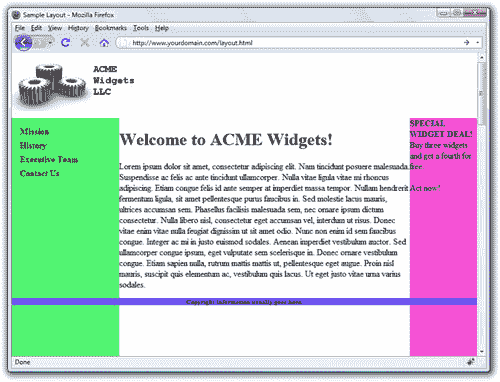 Sample Layout - Mozilla Firefox
File Edit View History Bookmarks Tools Help
http://www.yourdomain.com/layout.html
ACME
Widgets
LLC
Mission
History
Executive Team
Contact Us
Welcome to ACME Widgets!
Lorem ipsum dolor sit amet, consectetur adipiscing elit. Nam tincidunt posuere malesuada.
Suspendisse ac felis ac ante tincidunt ullamcorper. Nulla vitae ligula vitae mi rhoncus
adipiscing. Etiam congue felis id ante semper at imperdiet massa tempor. Nullam hendrerit
fermentum ligula, sit amet pellentesque purus faucibus in. Sed molestie lacus mauris,
ultrices accumsan sem. Phasellus facilisis malesuada sem, nec ornare ipsum dictum
consectetur. Nulla libero nisl, consectetur eget accumsan vel, interdum ut risus. Donec
vitae enim vitae nulla feugiat dignissim ut sit amet odio. Nunc non enim id sem faucibus
congue. Integer ac mi in justo euismod sodales. Aenean imperdiet vestibulum auctor. Sed
ullamcorper congue ipsum, eget vulputate sem scelerisque in. Donec ornare vestibulum
congue. Etiam sapien nulla, rutrum mattis mattis ut, pellentesque eget augue. Proin nisl
mauris, suscipit quis elementum ac, vestibulum quis lacus. Ut eget justo vitae urna varius
sodales.
SPECIAL
WIDGET DEAL!
Buy three widgets
and get a fourth for
free
Act now!
Copyright information usually goes here
Done